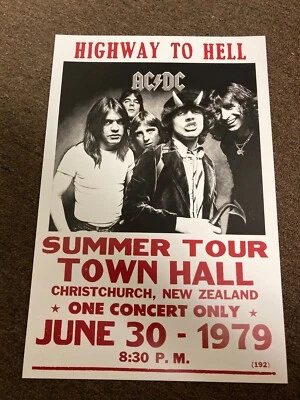 HIGHWAY TO HELL
AC⚡DC
SUMMER TOUR
TOWN HALL
CHRISTCHURCH, NEW ZEALAND
★ ONE CONCERT ONLY ★
JUNE 30 - 1979
8:30 P. M.
(192)